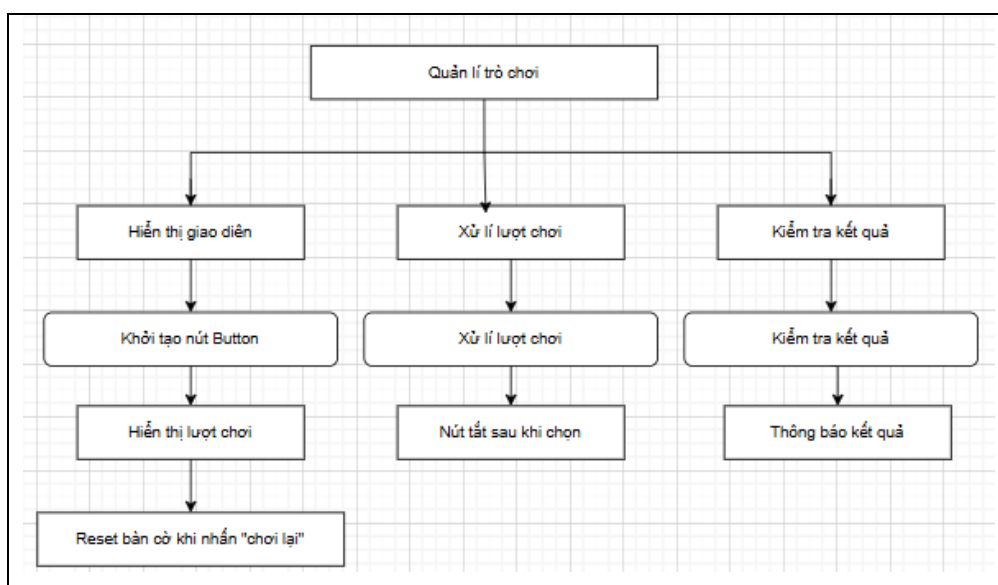 Quản lí trò chơi
Hiển thị giao diên
Xử lí lượt chơi
Kiểm tra kết quả
Khởi tạo nút Button
Xử lí lượt chơi
Kiểm tra kết quả
Hiển thị lượt chơi
Nút tắt sau khi chọn
Thông báo kết quả
Reset bàn cờ khi nhấn "chơi lại"